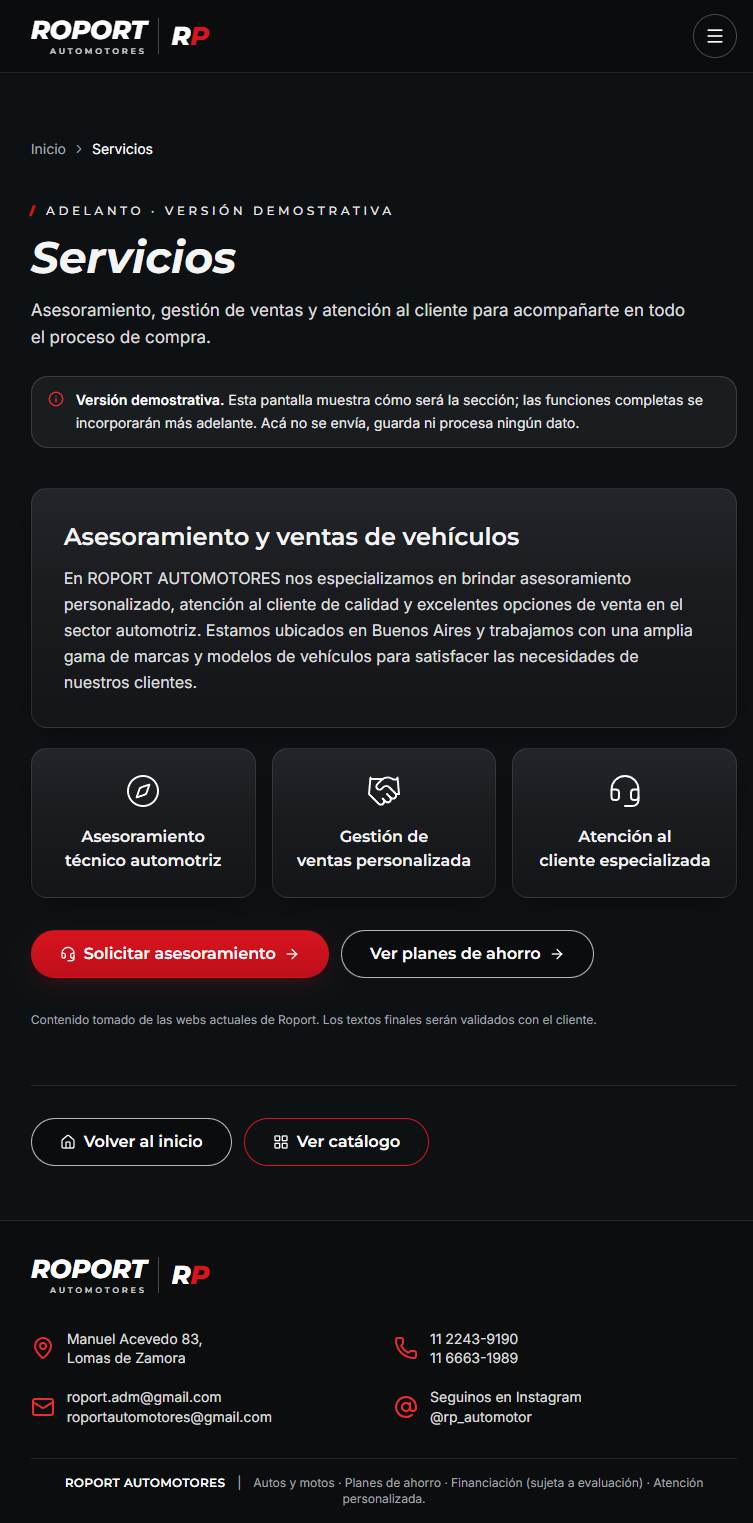 ROPORT
AUTOMOTORES
RP
Inicio > Servicios
/ ADELANTO · VERSIÓN DEMOSTRATIVA
Servicios
Asesoramiento, gestión de ventas y atención al cliente para acompañarte en todo
el proceso de compra.
Versión demostrativa. Esta pantalla muestra cómo será la sección; las funciones completas se
incorporarán más adelante. Acá no se envía, guarda ni procesa ningún dato.
Asesoramiento y ventas de vehículos
En ROPORT AUTOMOTORES nos especializamos en brindar asesoramiento
personalizado, atención al cliente de calidad y excelentes opciones de venta en el
sector automotriz. Estamos ubicados en Buenos Aires y trabajamos con una amplia
gama de marcas y modelos de vehículos para satisfacer las necesidades de
nuestros clientes.
Asesoramiento
técnico automotriz
Gestión de
ventas personalizada
Atención al
cliente especializada
Solicitar asesoramiento →
Ver planes de ahorro →
Contenido tomado de las webs actuales de Roport. Los textos finales serán validados con el cliente.
Volver al inicio
Ver catálogo
ROPORT
AUTOMOTORES
RP
Manuel Acevedo 83,
Lomas de Zamora
11 2243-9190
11 6663-1989
roport.adm@gmail.com
roportautomotores@gmail.com
Seguinos en Instagram
@rp_automotor
ROPORT AUTOMOTORES | Autos y motos · Planes de ahorro · Financiación (sujeta a evaluación) · Atención
personalizada.